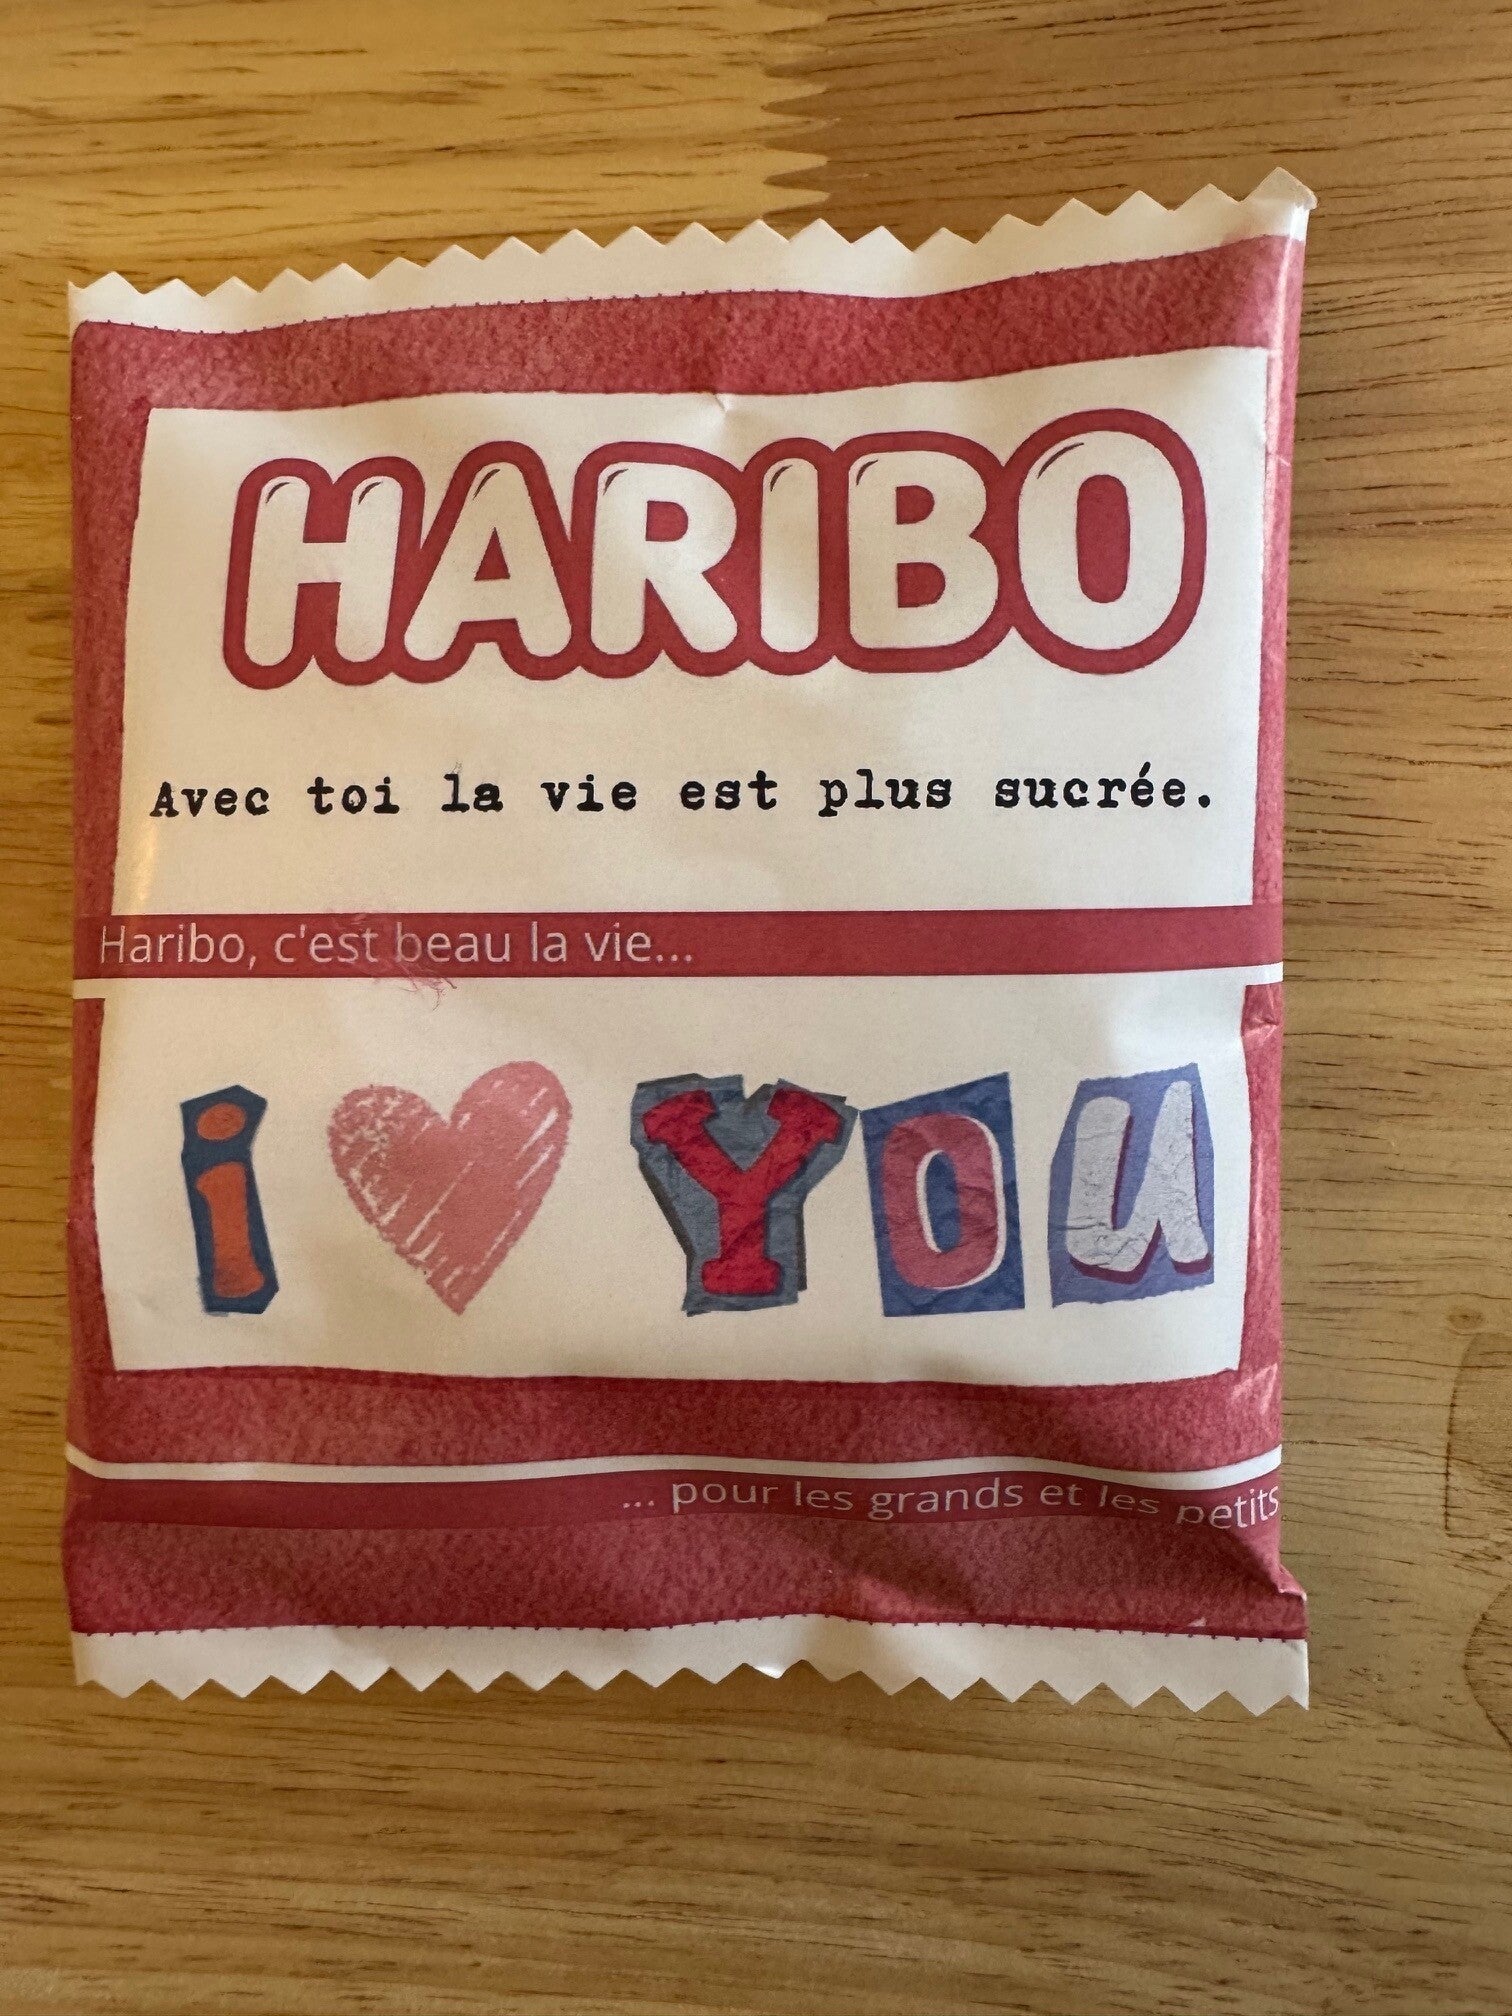 HARIBO
Avec toi la vie est plus sucrée.
Haribo, c'est beau la vie...
i ♥ YOU
... pour les grands et les petits